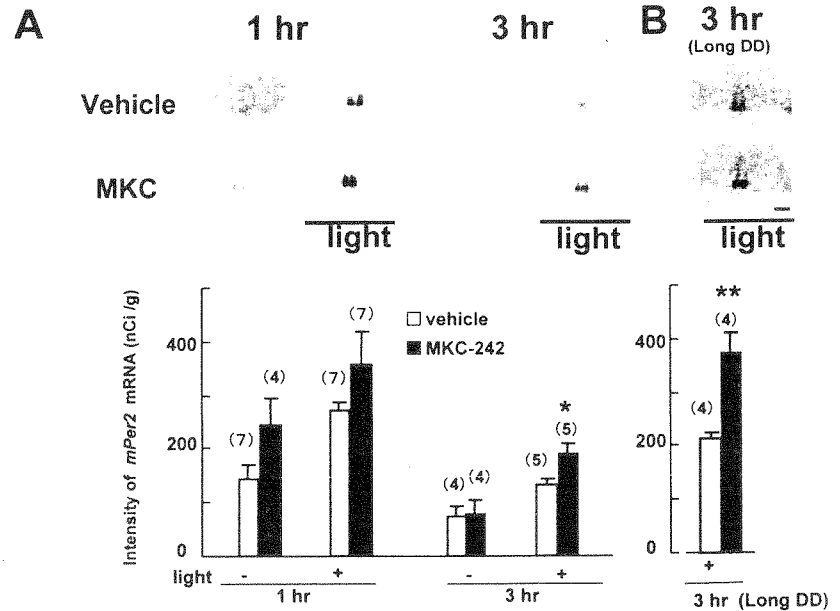 A
1 hr
3 hr
B
3 hr
(Long DD)
Vehicle
MKC
light
light
light
Intensity of mPer2 mRNA (nCi /g)
400
200
0
(7)
(4)
(7)
(7)
vehicle
MKC-242
(4)
(4)
(5)
*
(5)
400
200
0
(4)
**
(4)
light
-
+
-
+
+
1 hr
3 hr
3 hr (Long DD)